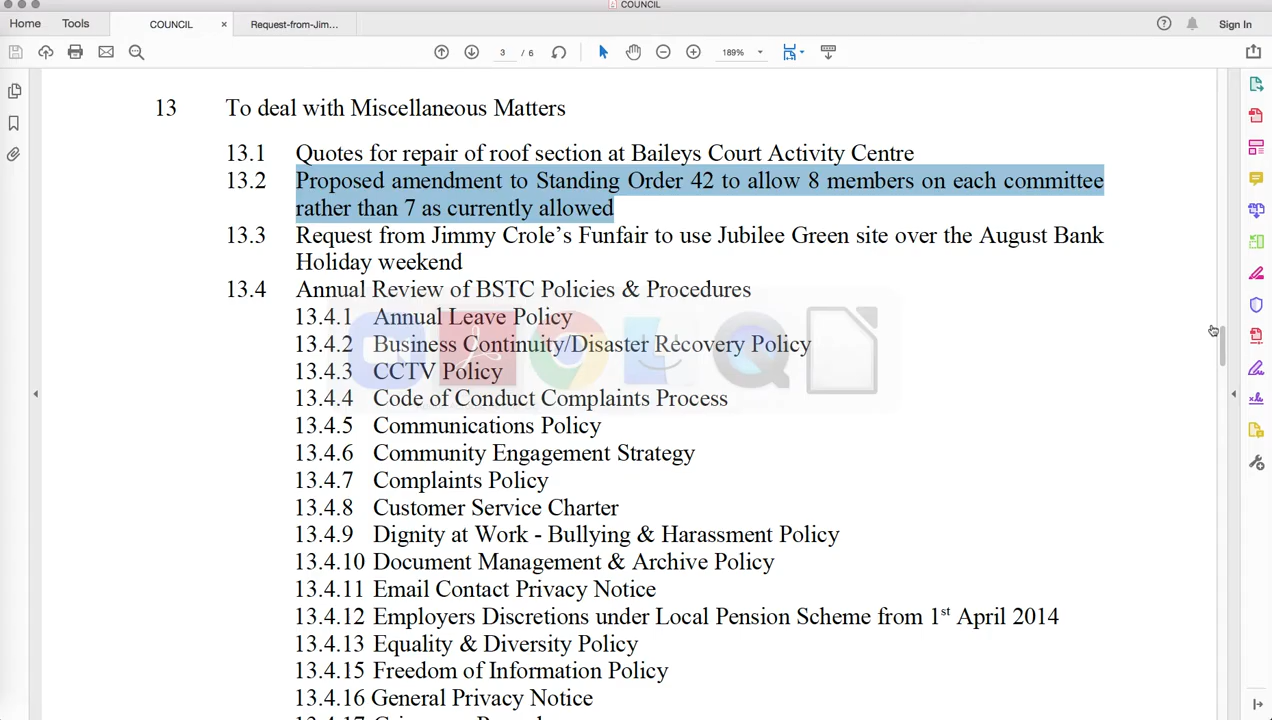 COUNCIL
Home Tools COUNCIL × Request-from-Jim... ? Sign In
3 / 6 189%
13 To deal with Miscellaneous Matters
13.1 Quotes for repair of roof section at Baileys Court Activity Centre
13.2 Proposed amendment to Standing Order 42 to allow 8 members on each committee
rather than 7 as currently allowed
13.3 Request from Jimmy Crole’s Funfair to use Jubilee Green site over the August Bank
Holiday weekend
13.4 Annual Review of BSTC Policies & Procedures
13.4.1 Annual Leave Policy
13.4.2 Business Continuity/Disaster Recovery Policy
13.4.3 CCTV Policy
13.4.4 Code of Conduct Complaints Process
13.4.5 Communications Policy
13.4.6 Community Engagement Strategy
13.4.7 Complaints Policy
13.4.8 Customer Service Charter
13.4.9 Dignity at Work - Bullying & Harassment Policy
13.4.10 Document Management & Archive Policy
13.4.11 Email Contact Privacy Notice
13.4.12 Employers Discretions under Local Pension Scheme from 1st April 2014
13.4.13 Equality & Diversity Policy
13.4.15 Freedom of Information Policy
13.4.16 General Privacy Notice